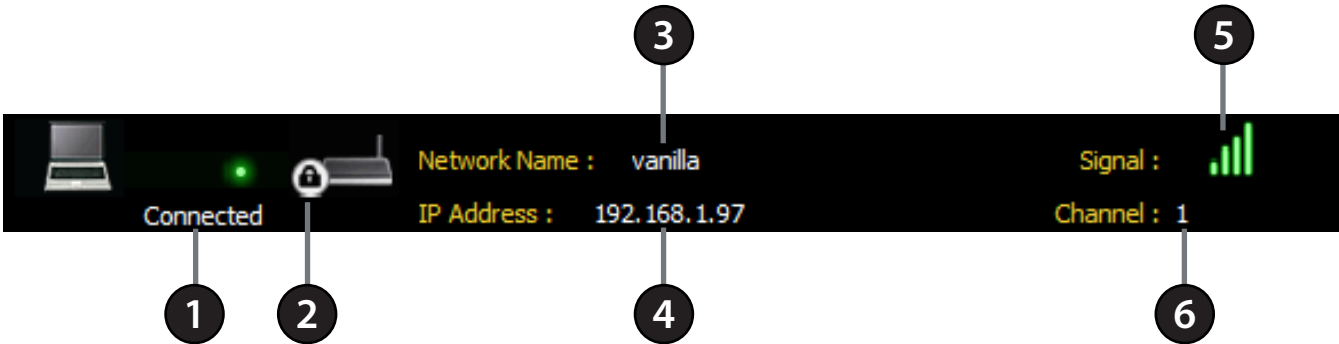 3 5
Network Name : vanilla Signal :
Connected IP Address : 192.168.1.97 Channel : 1
1 2 4 6